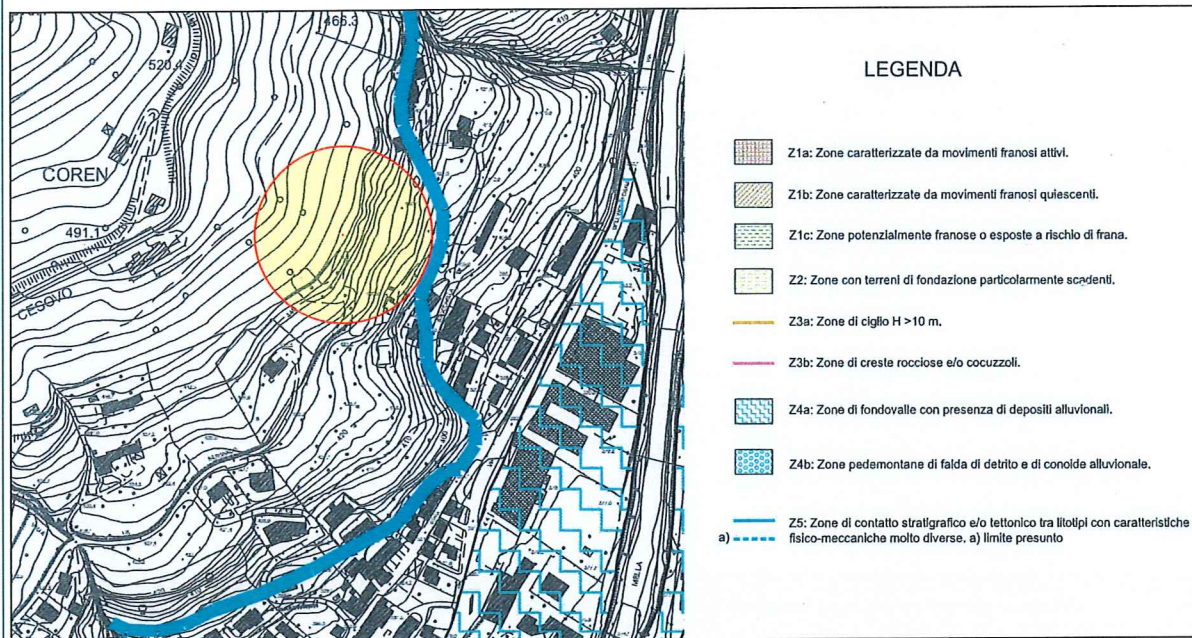 466.3
520.4
COREN
491.1
CESOVO
MELLA
LEGENDA
Z1a: Zone caratterizzate da movimenti franosi attivi.
Z1b: Zone caratterizzate da movimenti franosi quiescenti.
Z1c: Zone potenzialmente franose o esposte a rischio di frana.
Z2: Zone con terreni di fondazione particolarmente scadenti.
Z3a: Zone di ciglio H >10 m.
Z3b: Zone di creste rocciose e/o cocuzzoli.
Z4a: Zone di fondovalle con presenza di depositi alluvionali.
Z4b: Zone pedemontane di falda di detrito e di conoide alluvionale.
Z5: Zone di contatto stratigrafico e/o tettonico tra litotipi con caratteristiche
a) fisico-meccaniche molto diverse. a) limite presunto